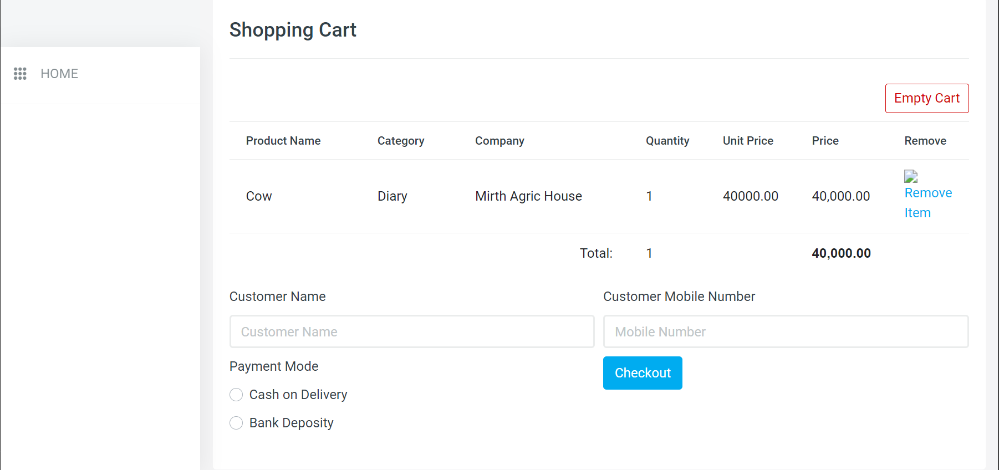 Shopping Cart
HOME
Empty Cart
Product Name Category Company Quantity Unit Price Price Remove
Cow Diary Mirth Agric House 1 40000.00 40,000.00 Remove Item
Total: 1 40,000.00
Customer Name Customer Mobile Number
Customer Name Mobile Number
Payment Mode Checkout
Cash on Delivery
Bank Deposity